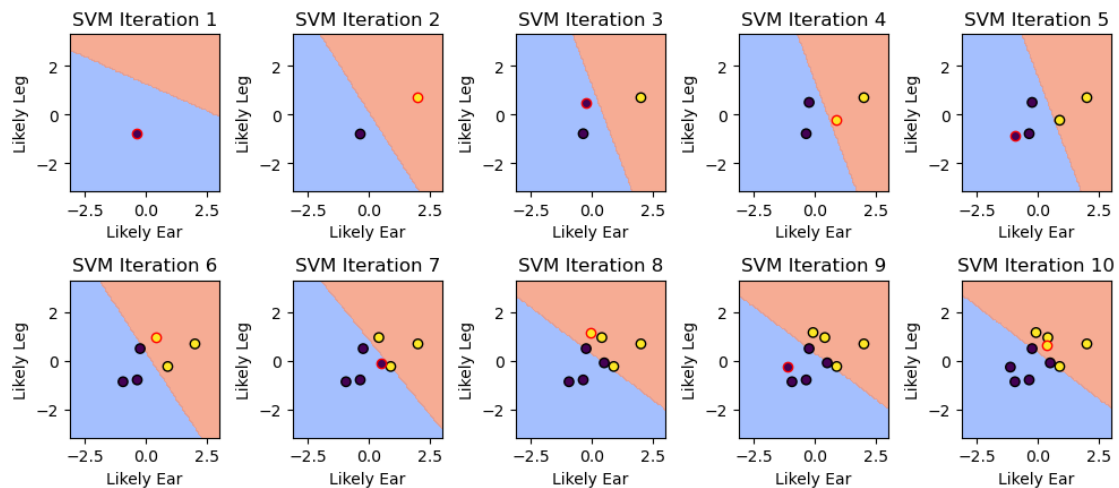 SVM Iteration 1
SVM Iteration 2
SVM Iteration 3
SVM Iteration 4
SVM Iteration 5
Likely Leg
2
0
−2
−2.5
0.0
2.5
Likely Ear
Likely Leg
2
0
−2
−2.5
0.0
2.5
Likely Ear
Likely Leg
2
0
−2
−2.5
0.0
2.5
Likely Ear
Likely Leg
2
0
−2
−2.5
0.0
2.5
Likely Ear
Likely Leg
2
0
−2
−2.5
0.0
2.5
Likely Ear
SVM Iteration 6
SVM Iteration 7
SVM Iteration 8
SVM Iteration 9
SVM Iteration 10
Likely Leg
2
0
−2
−2.5
0.0
2.5
Likely Ear
Likely Leg
2
0
−2
−2.5
0.0
2.5
Likely Ear
Likely Leg
2
0
−2
−2.5
0.0
2.5
Likely Ear
Likely Leg
2
0
−2
−2.5
0.0
2.5
Likely Ear
Likely Leg
2
0
−2
−2.5
0.0
2.5
Likely Ear